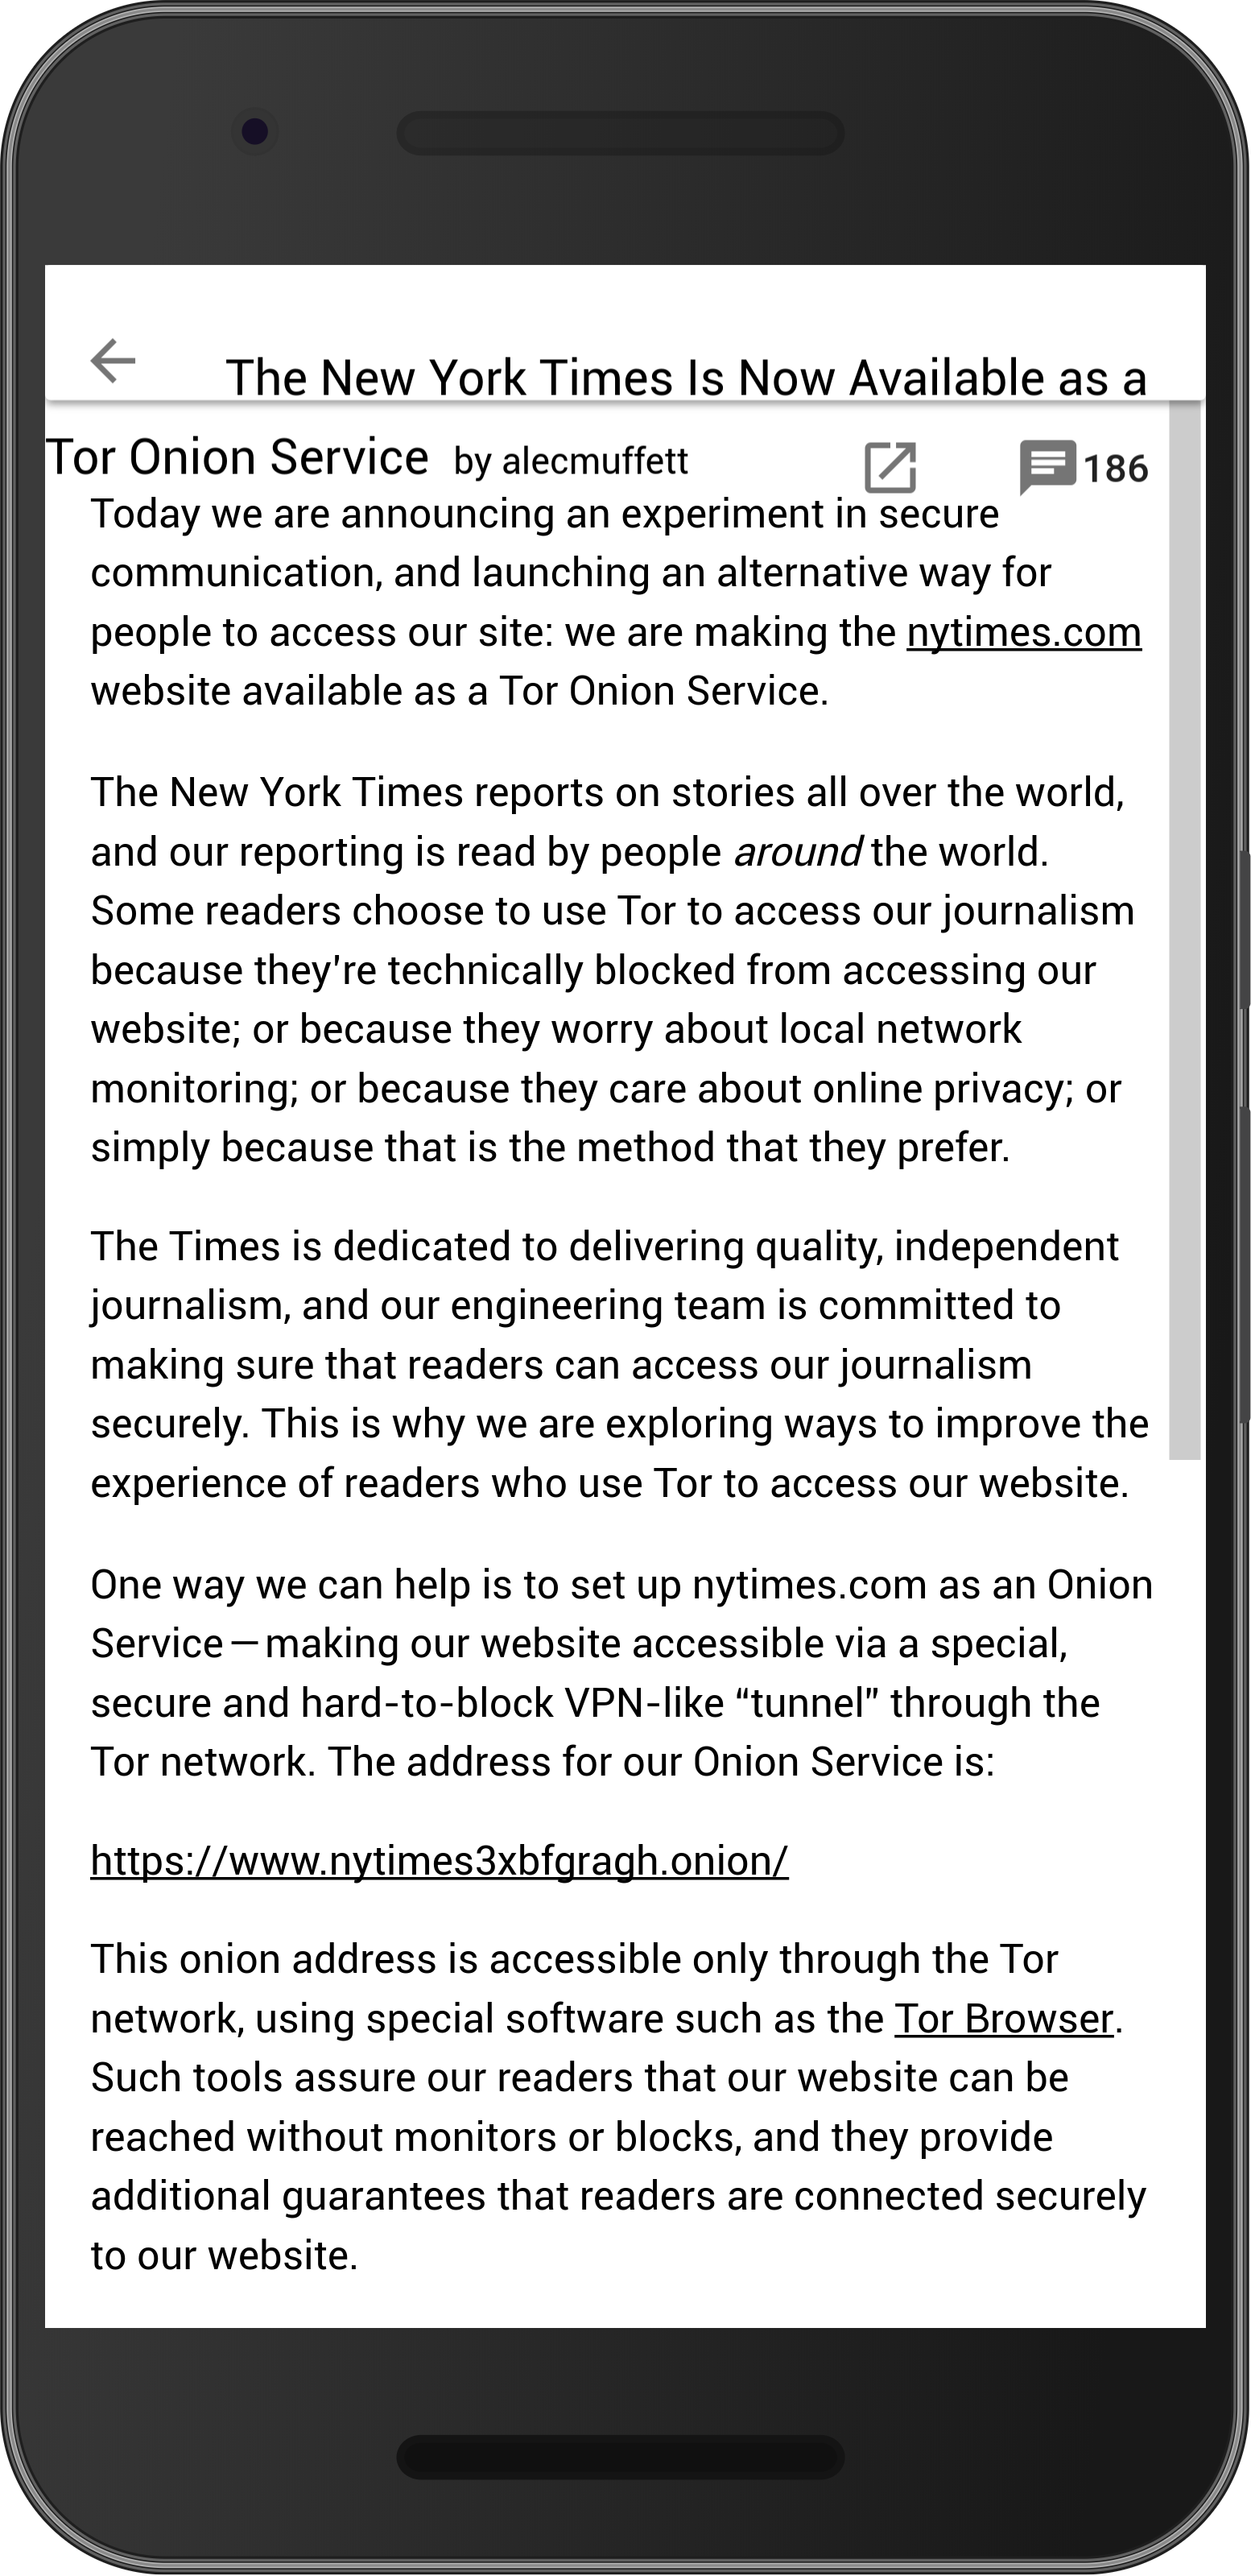 The New York Times Is Now Available as a
Tor Onion Service by alecmuffett 186
Today we are announcing an experiment in secure
communication, and launching an alternative way for
people to access our site: we are making the nytimes.com
website available as a Tor Onion Service.
The New York Times reports on stories all over the world,
and our reporting is read by people around the world.
Some readers choose to use Tor to access our journalism
because they're technically blocked from accessing our
website; or because they worry about local network
monitoring; or because they care about online privacy; or
simply because that is the method that they prefer.
The Times is dedicated to delivering quality, independent
journalism, and our engineering team is committed to
making sure that readers can access our journalism
securely. This is why we are exploring ways to improve the
experience of readers who use Tor to access our website.
One way we can help is to set up nytimes.com as an Onion
Service — making our website accessible via a special,
secure and hard-to-block VPN-like “tunnel” through the
Tor network. The address for our Onion Service is:
https://www.nytimes3xbfgragh.onion/
This onion address is accessible only through the Tor
network, using special software such as the Tor Browser.
Such tools assure our readers that our website can be
reached without monitors or blocks, and they provide
additional guarantees that readers are connected securely
to our website.